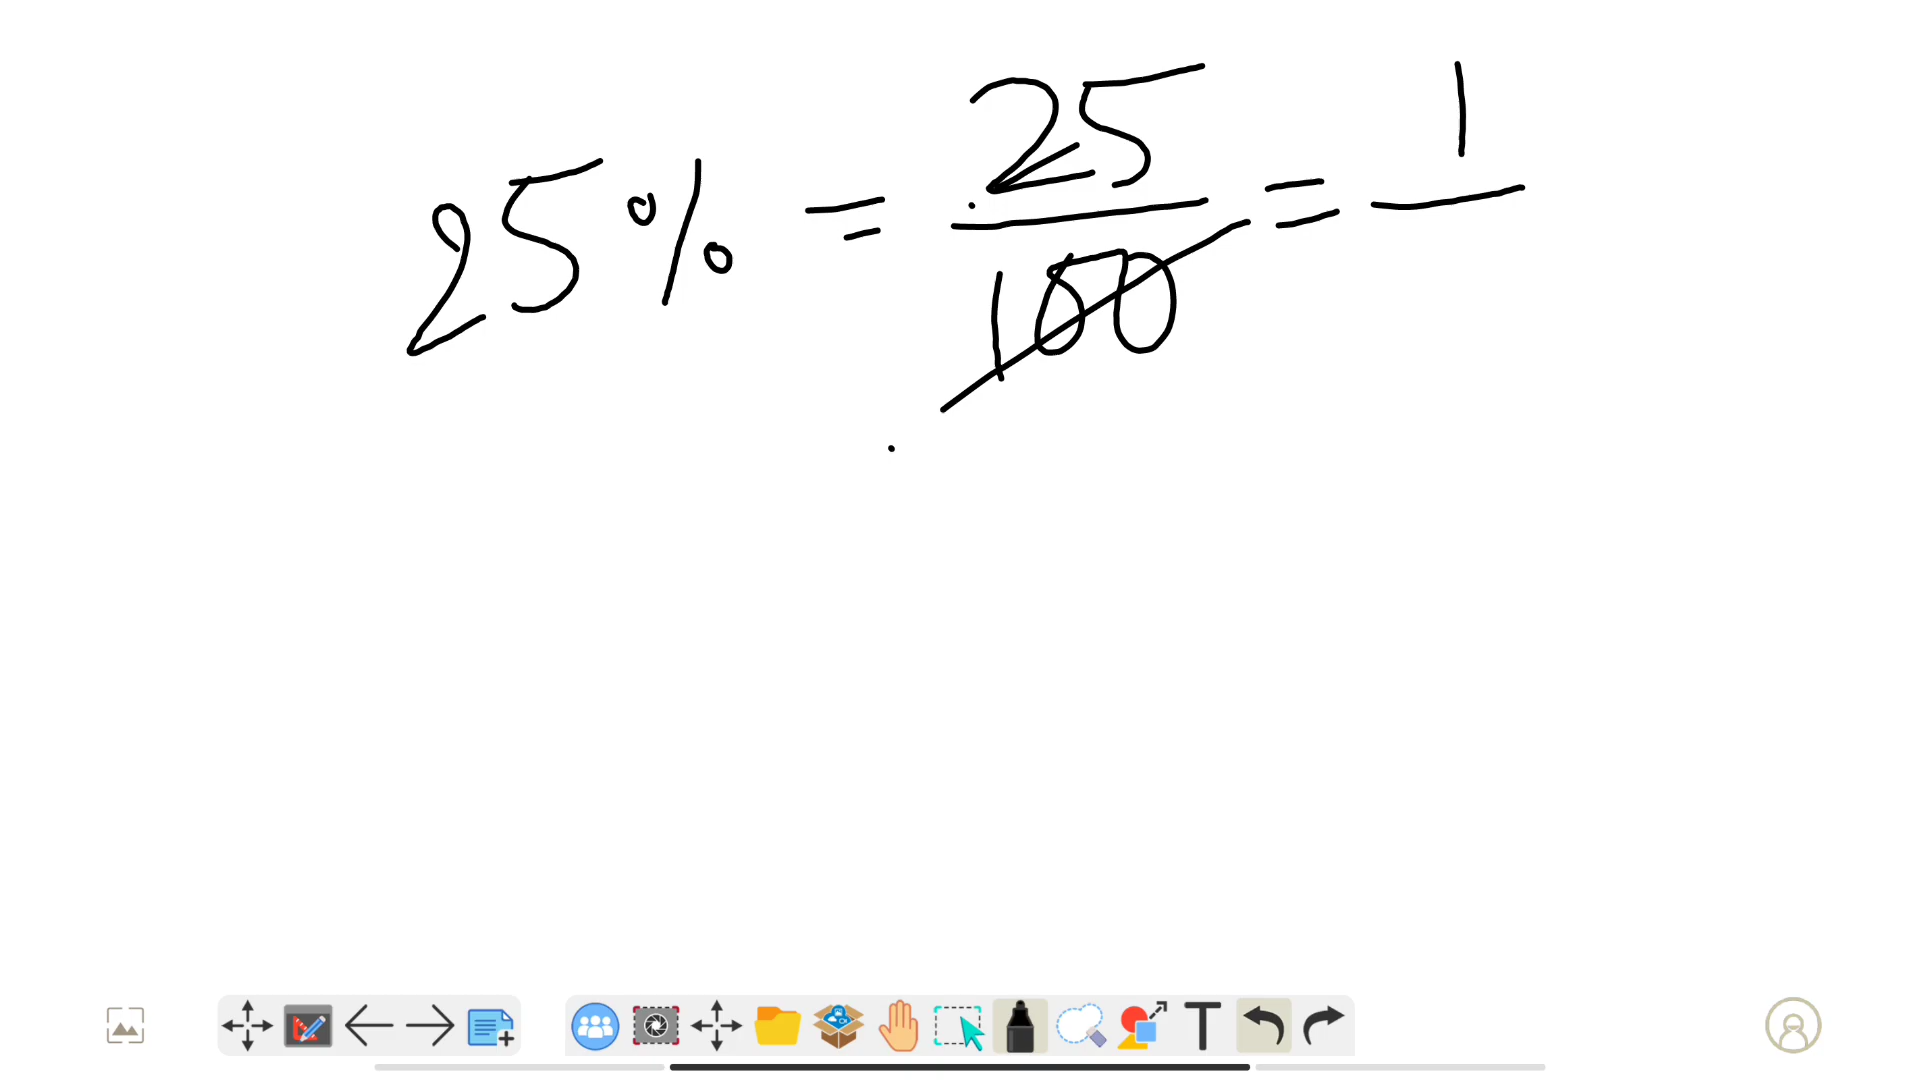 25% = 25/100 = 1/
T